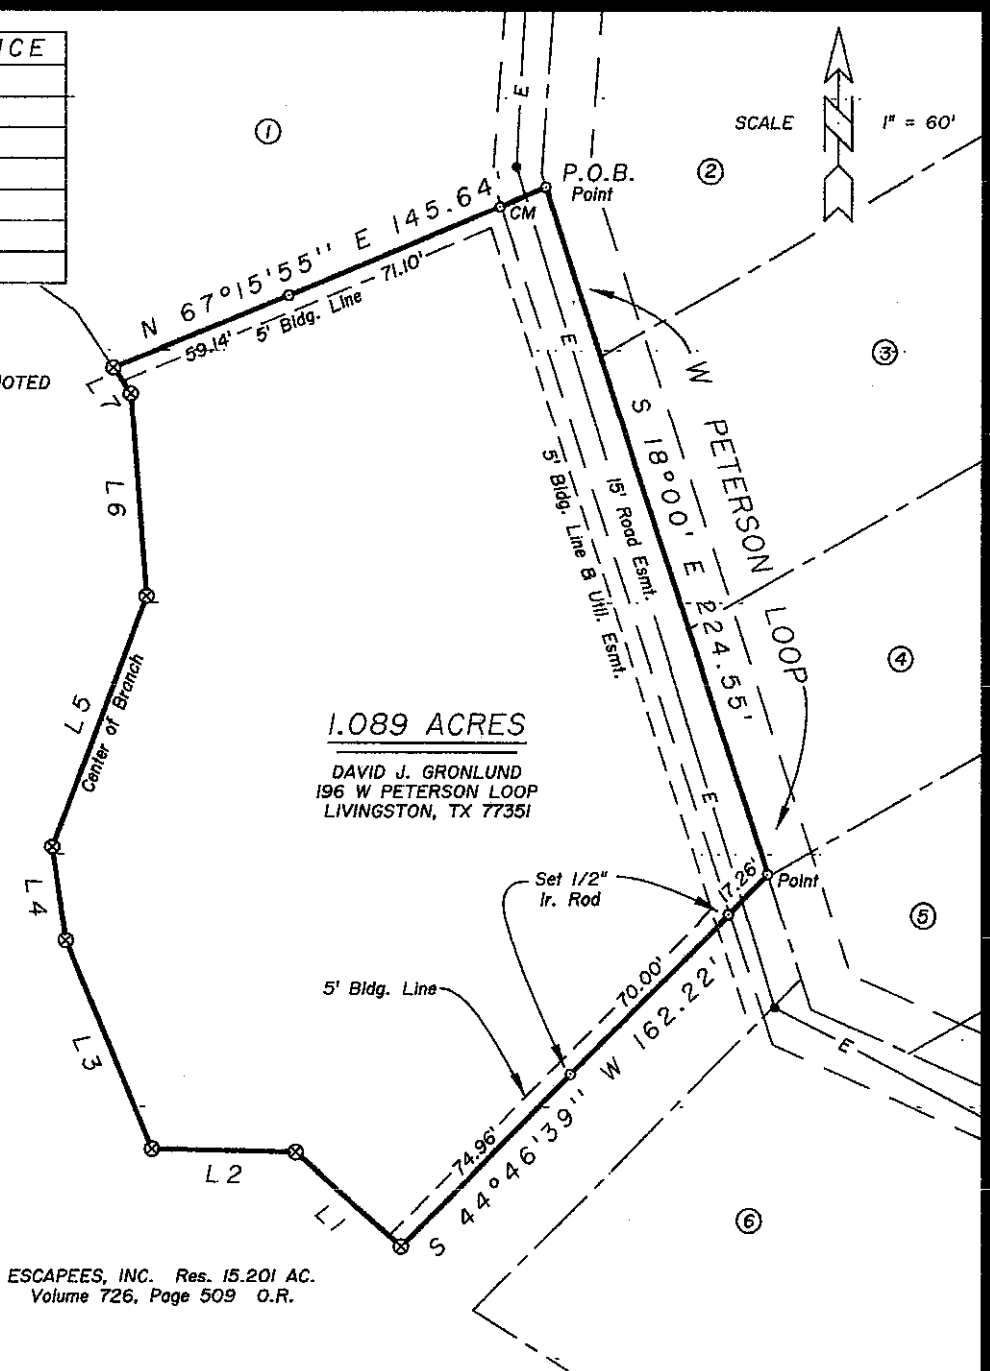 ICE
①
SCALE
1" = 60'
②
P.O.B.
Point
CM
E
N 67°15'55" E 145.64'
71.10'
5' Bldg. Line
59.14'
OTED
L7
L6
E
③
W PETERSON LOOP
S 18°00' E 224.55'
15' Road Esmt.
5' Bldg. Line & Util. Esmt.
④
L5
Center of Branch
1.089 ACRES
DAVID J. GRONLUND
196 W PETERSON LOOP
LIVINGSTON, TX 77351
E
Set 1/2"
Ir. Rod
17.26'
Point
L4
⑤
5' Bldg. Line
70.00'
S 44°46'39" W 162.22'
E
L3
74.96'
L2
L1
⑥
ESCAPEES, INC. Res. 15.201 AC.
Volume 726, Page 509 O.R.